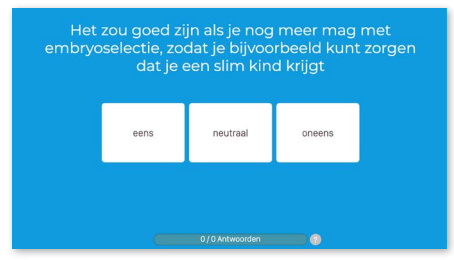 Het zou goed zijn als je nog meer mag met
embryoselectie, zodat je bijvoorbeeld kunt zorgen
dat je een slim kind krijgt
eens
neutraal
oneens
0 / 0 Antwoorden
?